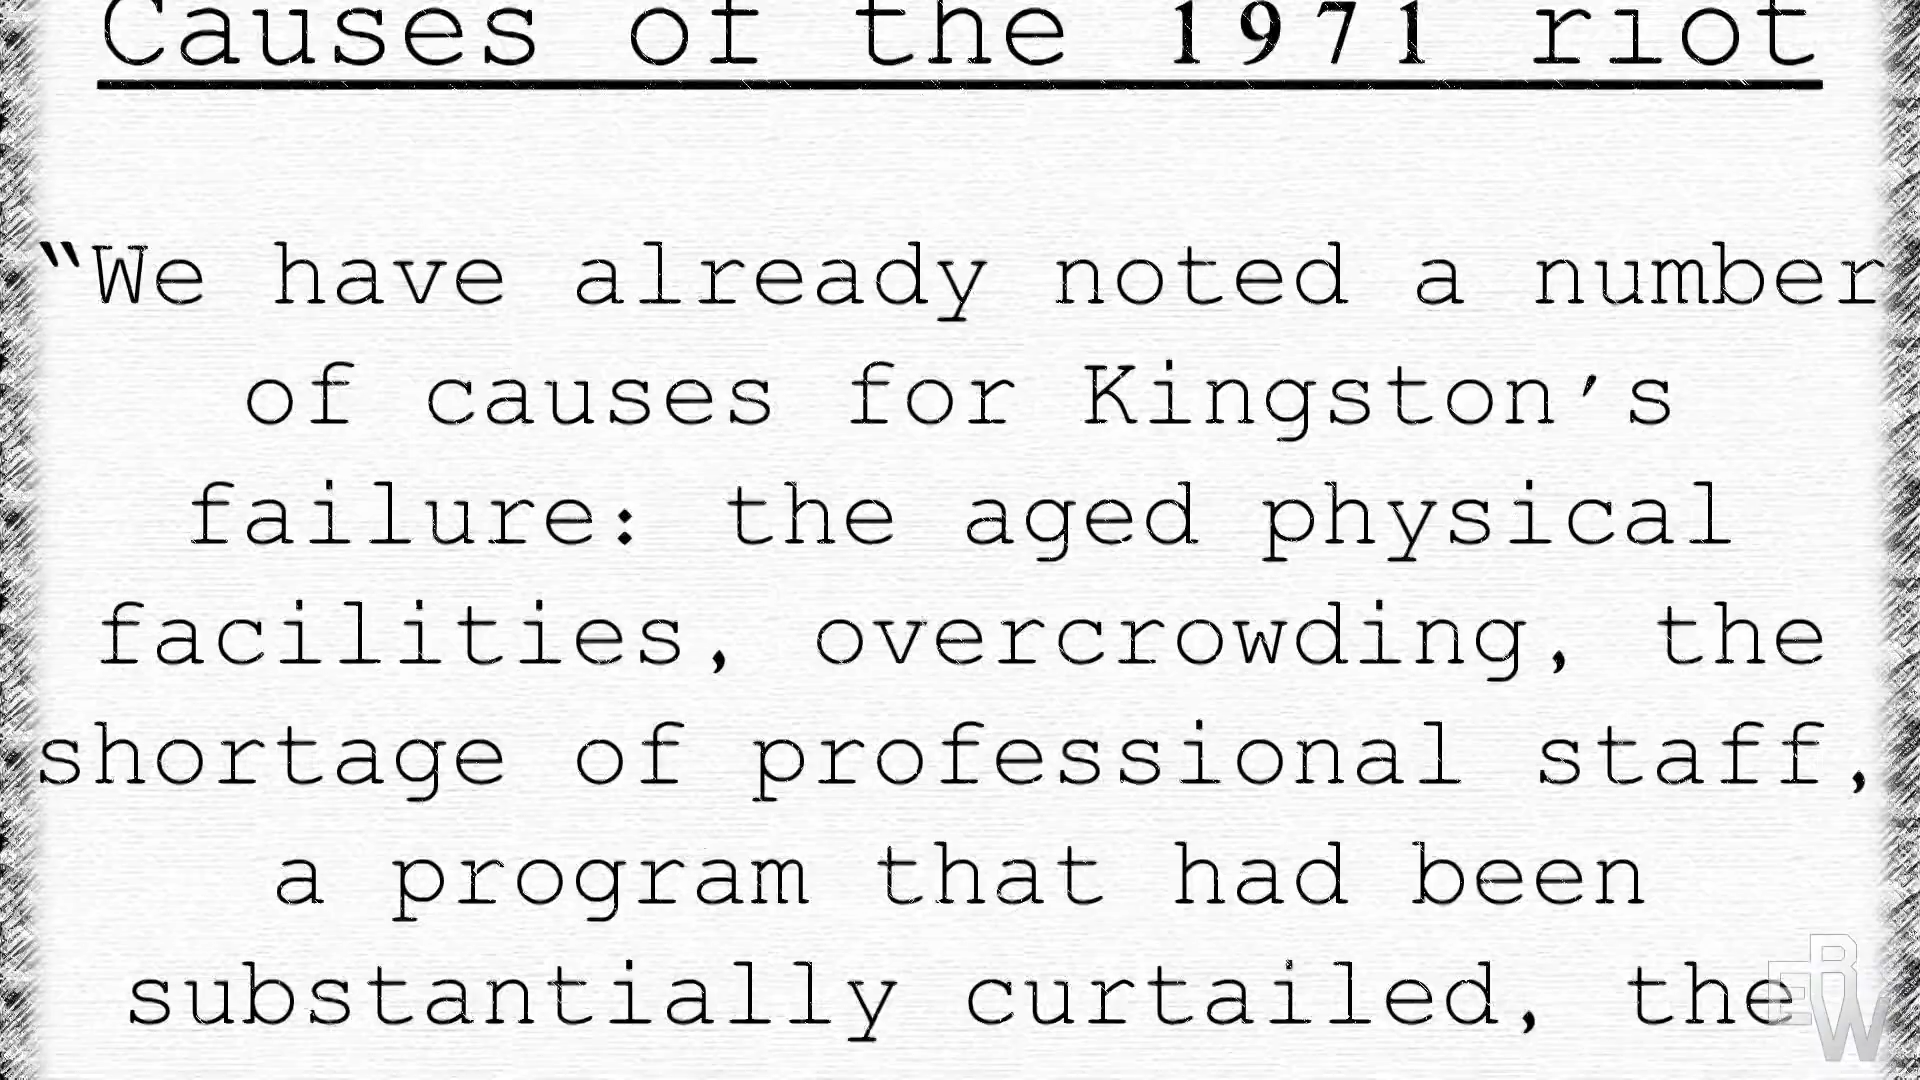 Causes of the 1971 riot
“We have already noted a number
of causes for Kingston’s
failure: the aged physical
facilities, overcrowding, the
shortage of professional staff,
a program that had been
substantially curtailed, the
EBW